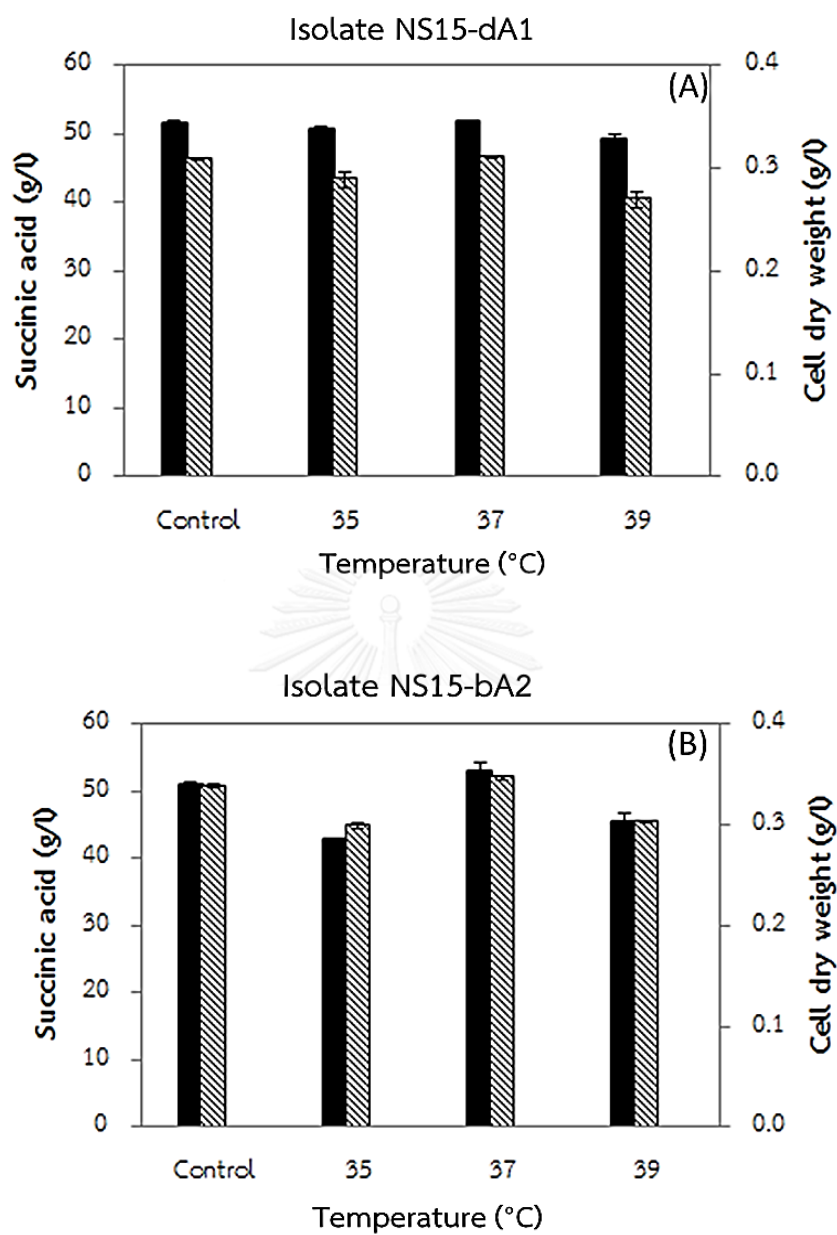 Isolate NS15-dA1
(A)
60
50
40
30
20
10
0
Succinic acid (g/l)
0.4
0.3
0.2
0.1
0.0
Cell dry weight (g/l)
Control 35 37 39
Temperature (°C)
Isolate NS15-bA2
(B)
60
50
40
30
20
10
0
Succinic acid (g/l)
0.4
0.3
0.2
0.1
0.0
Cell dry weight (g/l)
Control 35 37 39
Temperature (°C)